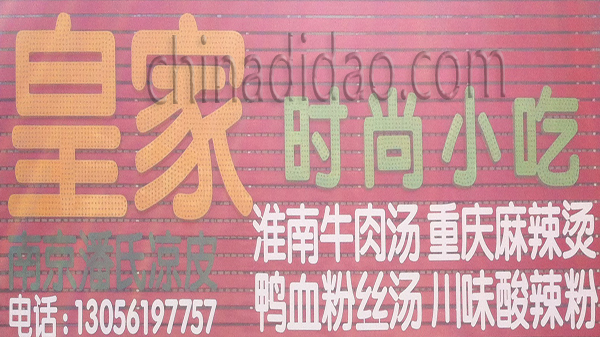 chinadidao.com
皇家
时尚小吃
淮南牛肉汤 重庆麻辣烫
南京潘氏凉皮
鸭血粉丝汤 川味酸辣粉
电话:13056197757